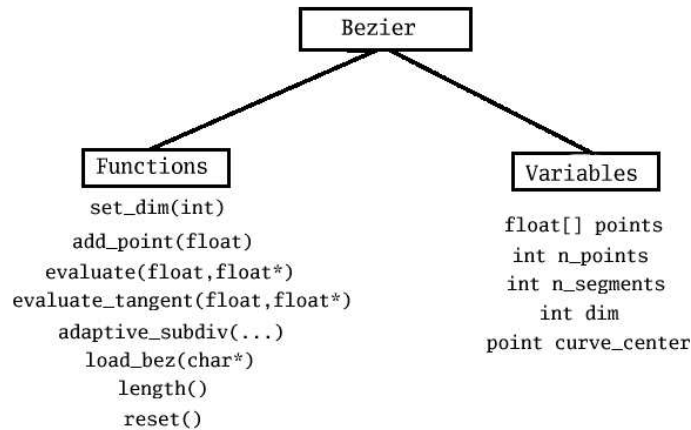 Bezier
Functions
set_dim(int)
add_point(float)
evaluate(float,float*)
evaluate_tangent(float,float*)
adaptive_subdiv(...)
load_bez(char*)
length()
reset()
Variables
float[] points
int n_points
int n_segments
int dim
point curve_center